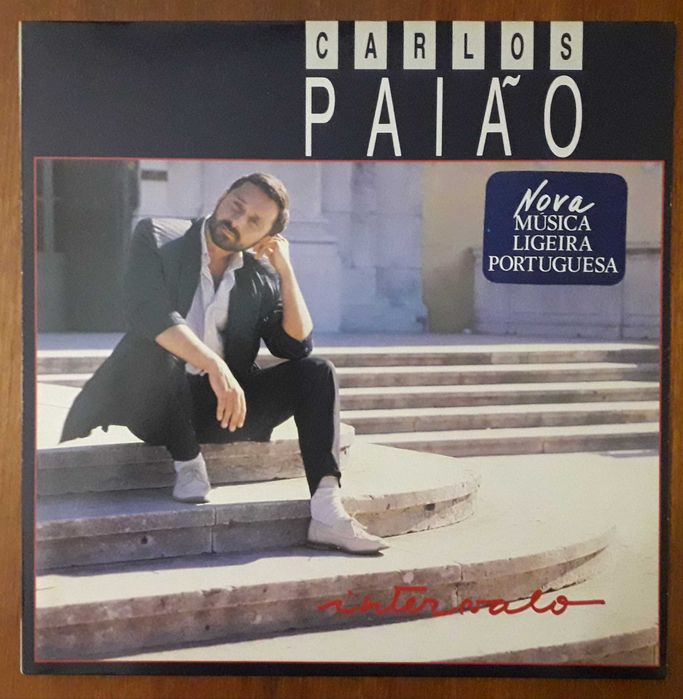 CARLOS
PAIÃO
Nova
MÚSICA
LIGEIRA
PORTUGUESA
intervalo